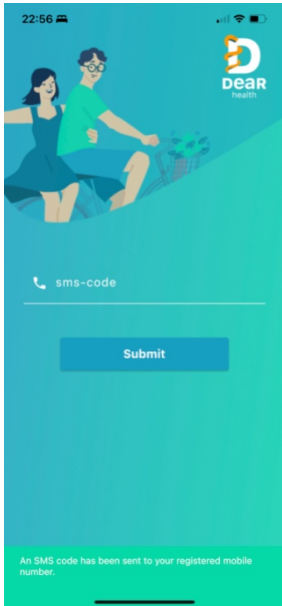 22:56
DeaR
health
sms-code
Submit
An SMS code has been sent to your registered mobile
number.